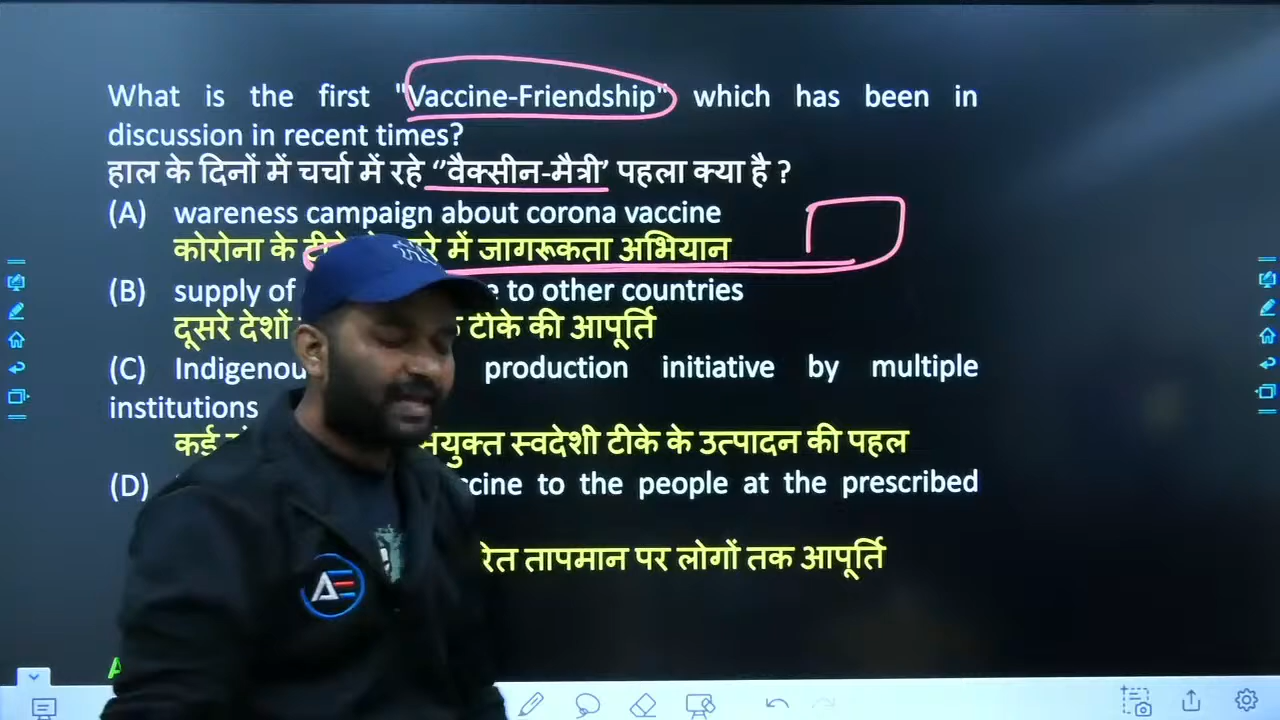 What is the first "Vaccine-Friendship" which has been in
discussion in recent times?
हाल के दिनों में चर्चा में रहे ‘’वैक्सीन-मैत्री’ पहला क्या है ?
(A) wareness campaign about corona vaccine
कोरोना के में जागरूकता अभियान
(B) supply of to other countries
दूसरे देशों टीके की आपूर्ति
(C) production initiative by multiple
institutions
कई स्वदेशी टीके के उत्पादन की पहल
(D) to the people at the prescribed
तापमान पर लोगों तक आपूर्ति
AE